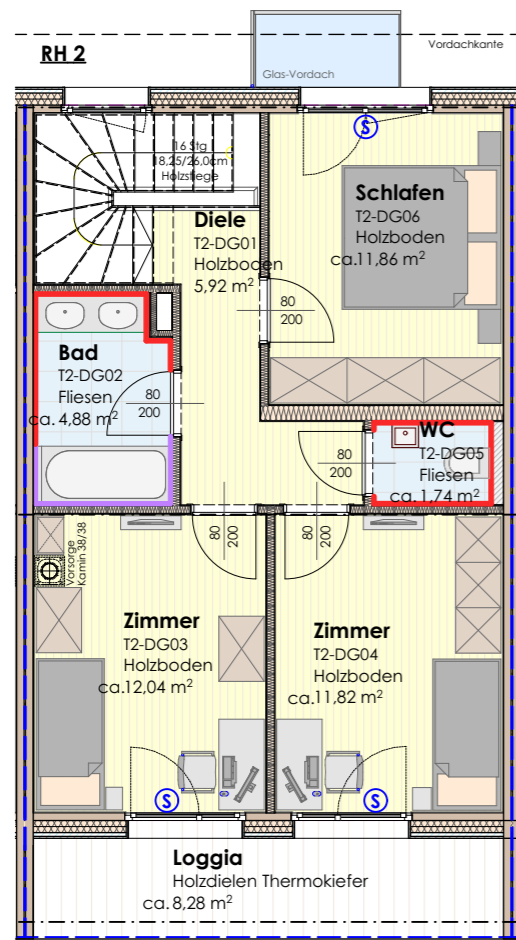 RH 2
Vordachkante
Glas-Vordach
S
16 Stg
18,25/26,0cm
Holzstiege
Diele
T2-DG01
Holzboden
5,92 m²
Schlafen
T2-DG06
Holzboden
ca.11,86 m²
80
200
Bad
T2-DG02
Fliesen
ca. 4,88 m²
80
200
WC
T2-DG05
Fliesen
ca. 1,74 m²
80
200
80
200
80
200
Vorsorge
Kamin 38/38
Zimmer
T2-DG03
Holzboden
ca.12,04 m²
Zimmer
T2-DG04
Holzboden
ca.11,82 m²
S
S
Loggia
Holzdielen Thermokiefer
ca. 8,28 m²